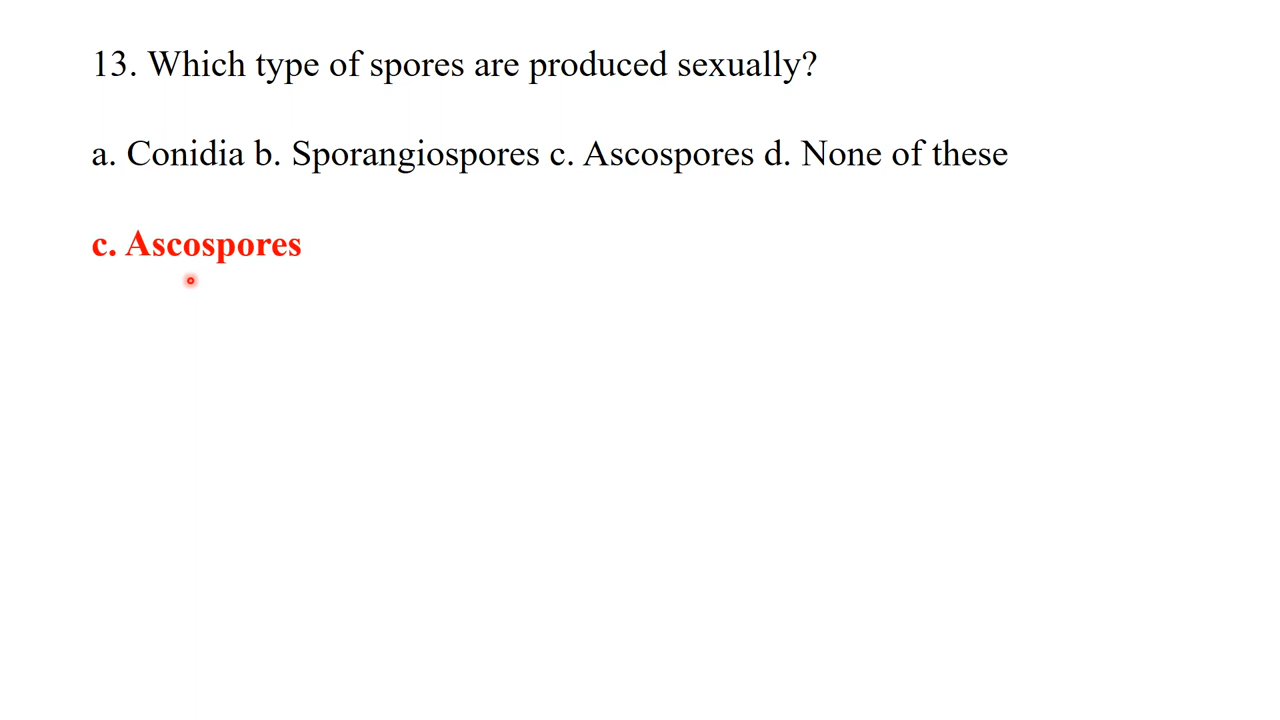 13. Which type of spores are produced sexually?
a. Conidia b. Sporangiospores c. Ascospores d. None of these
c. Ascospores